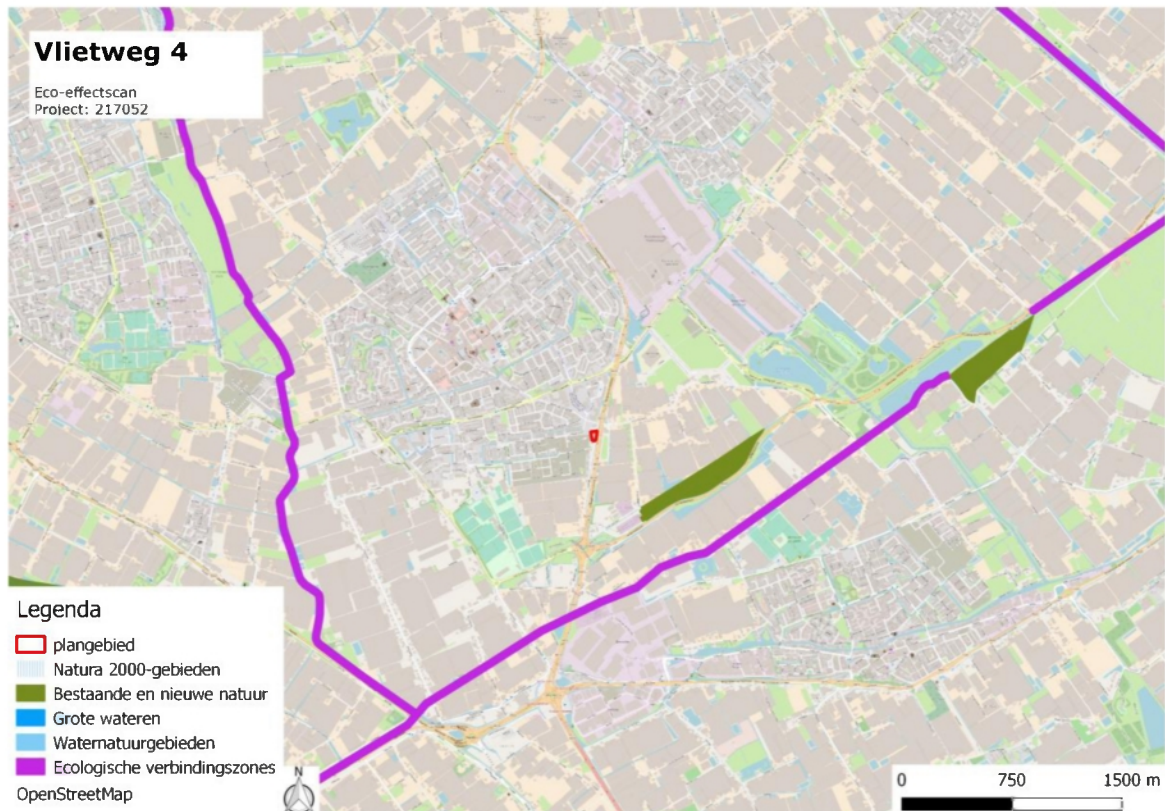 Vlietweg 4
Eco-effectscan
Project: 217052
Legenda
plangebied
Natura 2000-gebieden
Bestaande en nieuwe natuur
Grote wateren
Waternatuurgebieden
Ecologische verbindingszones
OpenStreetMap
N
0 750 1500 m